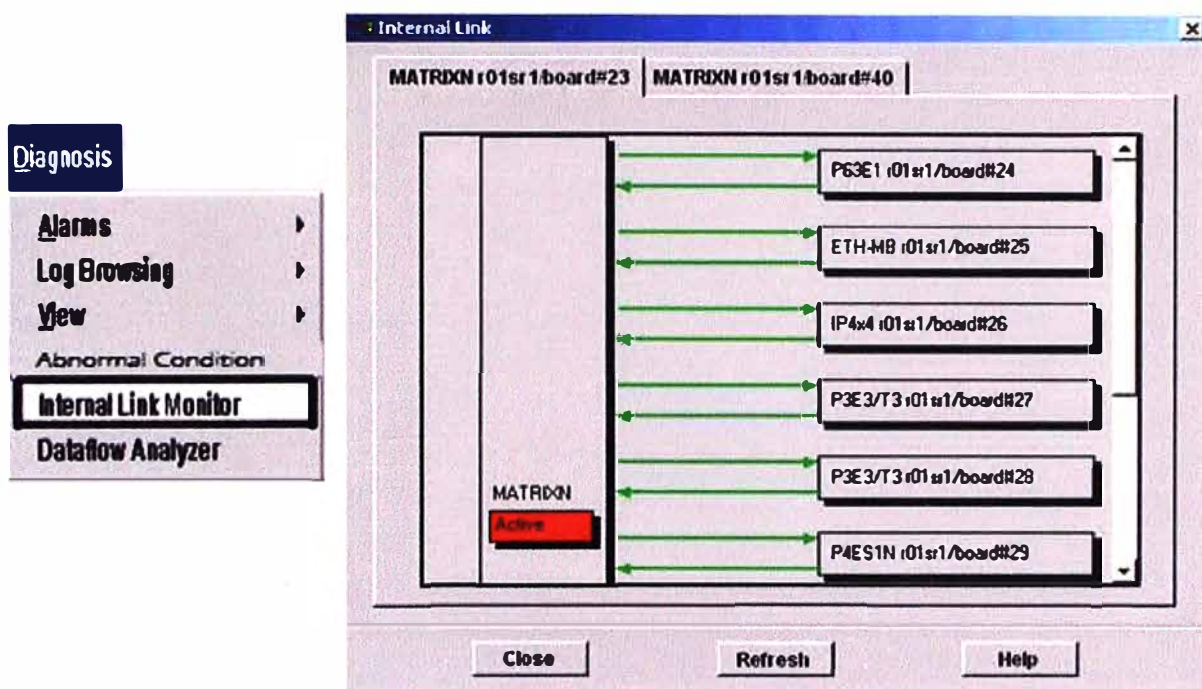 Diagnosis
Alarms
Log Browsing
View
Abnormal Condition
Internal Link Monitor
Dataflow Analyzer
Internal Link
MATRIXN r01sr1/board#23
MATRIXN r01sr1/board#40
P63E1 r01sr1/board#24
ETH-MB r01sr1/board#25
IP4x4 r01sr1/board#26
P3E3/T3 r01sr1/board#27
P3E3/T3 r01sr1/board#28
MATRIXN
Active
P4ES1N r01sr1/board#29
Close
Refresh
Help